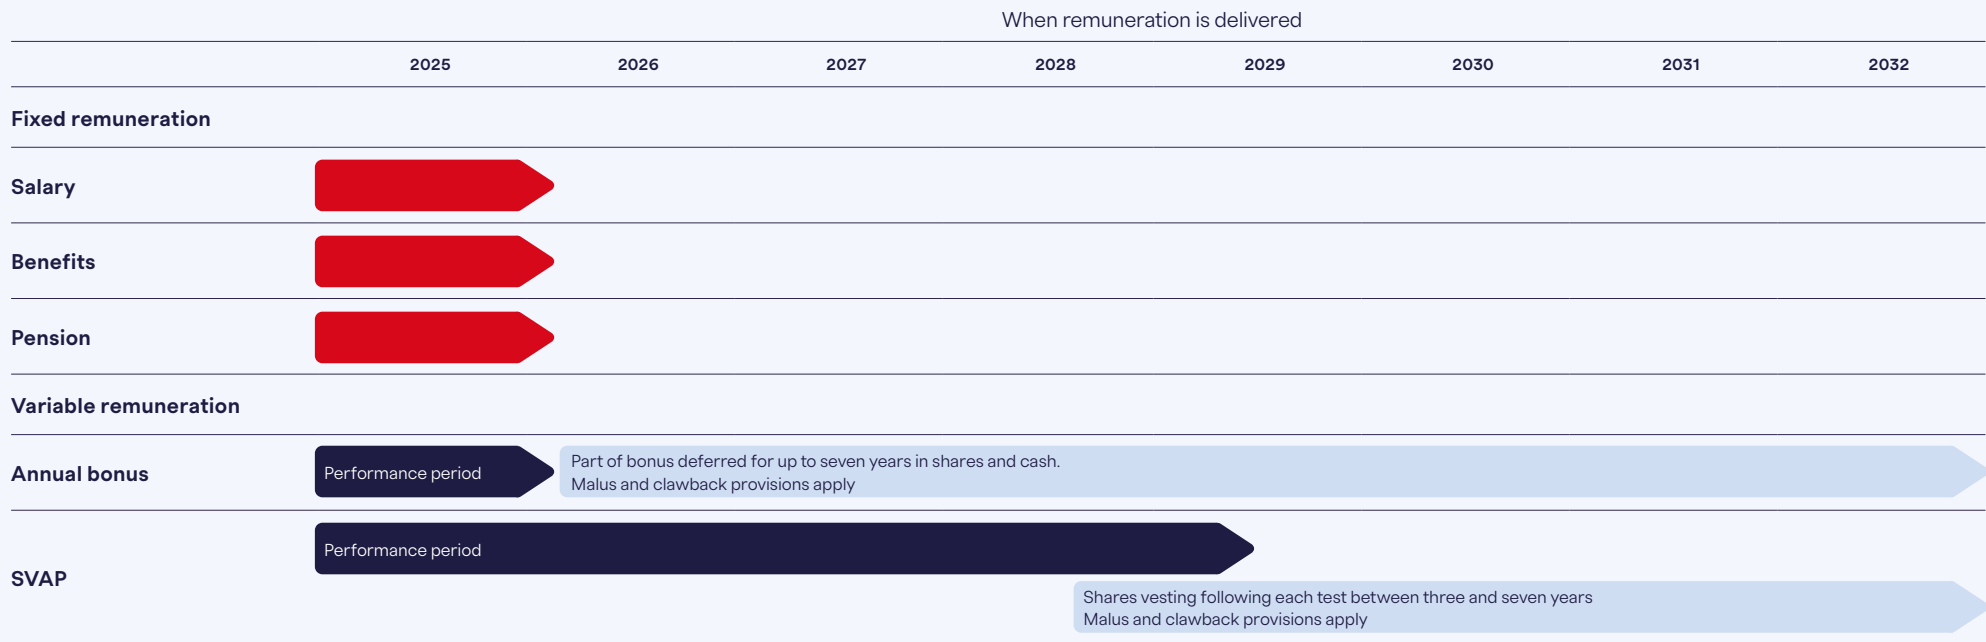 When remuneration is delivered
2025 2026 2027 2028 2029 2030 2031 2032
Fixed remuneration
Salary
Benefits
Pension
Variable remuneration
Annual bonus
Performance period
Part of bonus deferred for up to seven years in shares and cash.
Malus and clawback provisions apply
SVAP
Performance period
Shares vesting following each test between three and seven years
Malus and clawback provisions apply